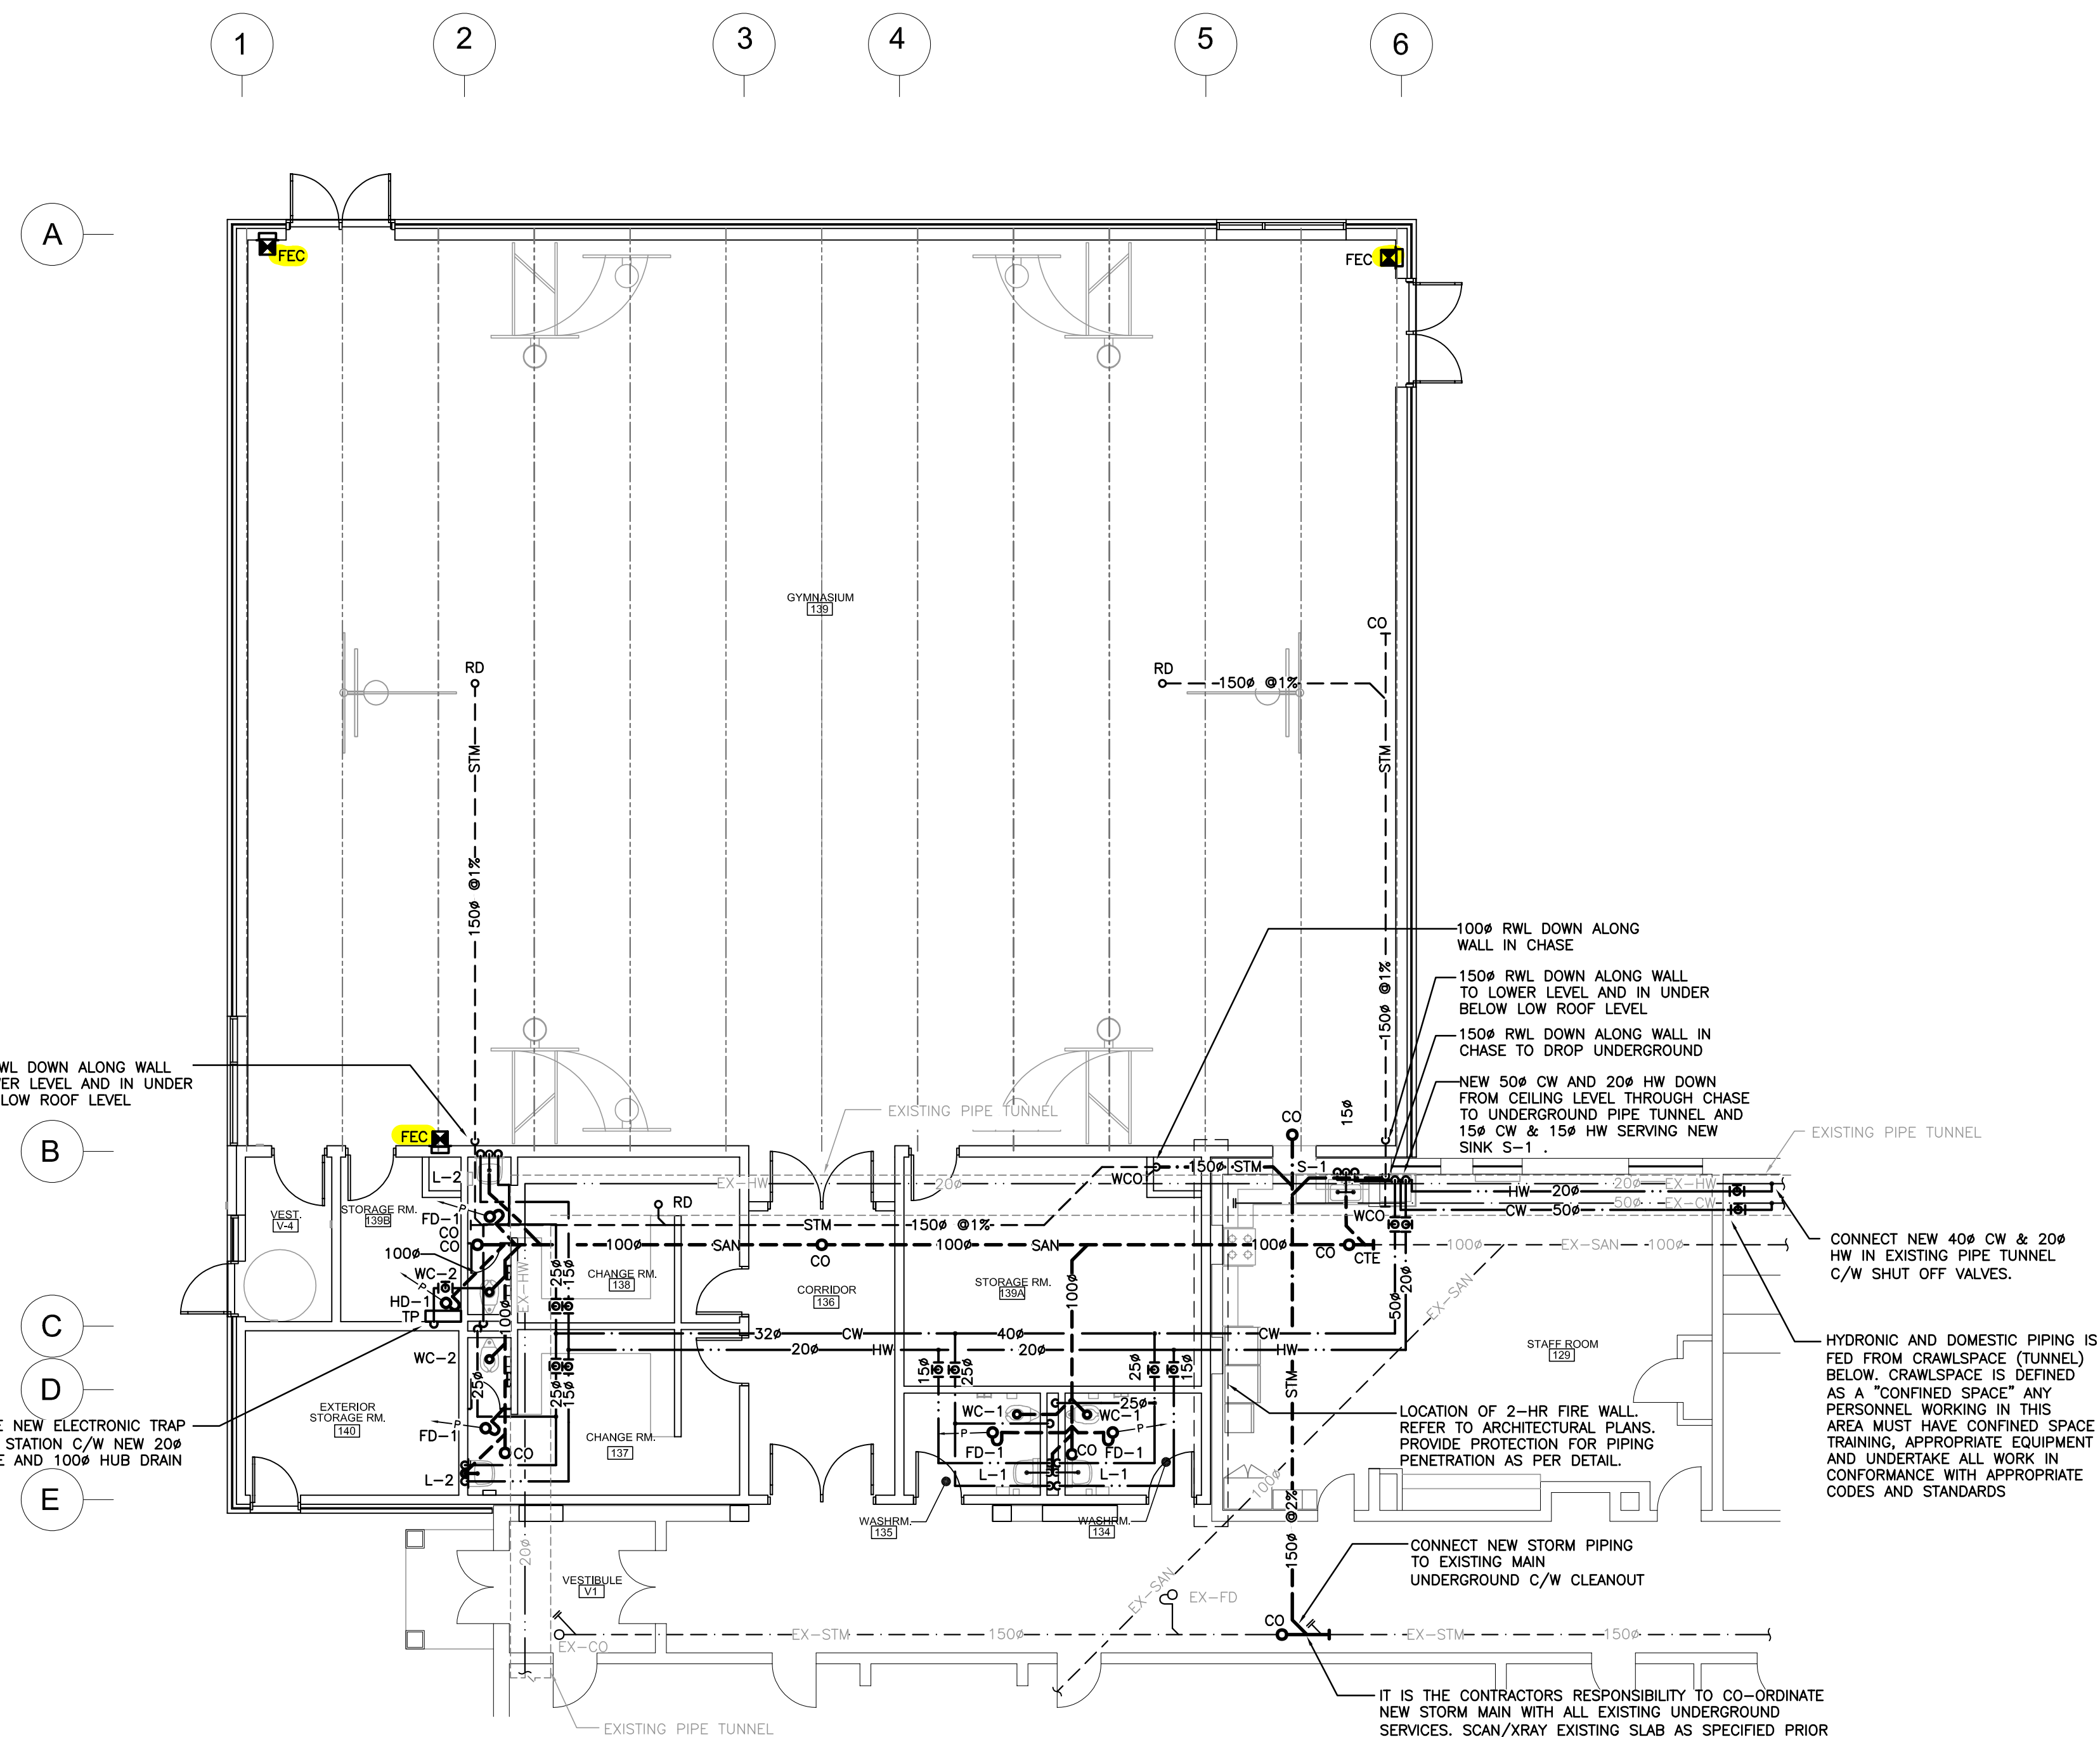 1
2
3
4
5
6
A
B
C
D
E
FEC
FEC
FEC
GYMNASIUM
139
RD
STM
150ø @1%
RD
150ø @1%
CO
STM
150ø @1%
100ø RWL DOWN ALONG
WALL IN CHASE
150ø RWL DOWN ALONG WALL
TO LOWER LEVEL AND IN UNDER
BELOW LOW ROOF LEVEL
150ø RWL DOWN ALONG WALL IN
CHASE TO DROP UNDERGROUND
NEW 50ø CW AND 20ø HW DOWN
FROM CEILING LEVEL THROUGH CHASE
TO UNDERGROUND PIPE TUNNEL AND
15ø CW & 15ø HW SERVING NEW
SINK S-1 .
WL DOWN ALONG WALL
ER LEVEL AND IN UNDER
LOW ROOF LEVEL
EXISTING PIPE TUNNEL
EXISTING PIPE TUNNEL
CO
15ø
L-2
EX-HW
20ø
WCO
150ø STM
S-1
HW 20ø
20ø EX-HW
CW 50ø
50ø EX-CW
VEST.
V-4
STORAGE RM.
139B
P
FD-1
CO
CO
RD
STM 150ø @1%
WCO
100ø SAN
CO
100ø SAN
100ø
CO
CTE
100ø EX-SAN 100ø
CONNECT NEW 40ø CW & 20ø
HW IN EXISTING PIPE TUNNEL
C/W SHUT OFF VALVES.
100ø
WC-2
P
HD-1
TP
100ø
EX-HW
25ø
15ø
CHANGE RM.
138
CORRIDOR
136
STORAGE RM.
139A
100ø
50ø
20ø
EX-SAN
32ø CW 40ø CW
20ø HW 20ø HW
STAFF ROOM
129
HYDRONIC AND DOMESTIC PIPING IS
FED FROM CRAWLSPACE (TUNNEL)
BELOW. CRAWLSPACE IS DEFINED
AS A "CONFINED SPACE" ANY
PERSONNEL WORKING IN THIS
AREA MUST HAVE CONFINED SPACE
TRAINING, APPROPRIATE EQUIPMENT
AND UNDERTAKE ALL WORK IN
CONFORMANCE WITH APPROPRIATE
CODES AND STANDARDS
WC-2
25ø
25ø
15ø
15ø
25ø
25ø
15ø
STM
EXTERIOR
STORAGE RM.
140
P
FD-1
CO
CHANGE RM.
137
L-2
WC-1
25ø
WC-1
P
P
FD-1
CO
FD-1
L-1
L-1
LOCATION OF 2-HR FIRE WALL.
REFER TO ARCHITECTURAL PLANS.
PROVIDE PROTECTION FOR PIPING
PENETRATION AS PER DETAIL.
E NEW ELECTRONIC TRAP
STATION C/W NEW 20ø
E AND 100ø HUB DRAIN
100ø
WASHRM.
135
WASHRM.
134
150ø @2%
20ø
VESTIBULE
V1
CONNECT NEW STORM PIPING
TO EXISTING MAIN
UNDERGROUND C/W CLEANOUT
EX-SAN
EX-FD
EX-CO
EX-STM 150ø
CO
EX-STM 150ø
EXISTING PIPE TUNNEL
IT IS THE CONTRACTORS RESPONSIBILITY TO CO-ORDINATE
NEW STORM MAIN WITH ALL EXISTING UNDERGROUND
SERVICES. SCAN/XRAY EXISTING SLAB AS SPECIFIED PRIOR